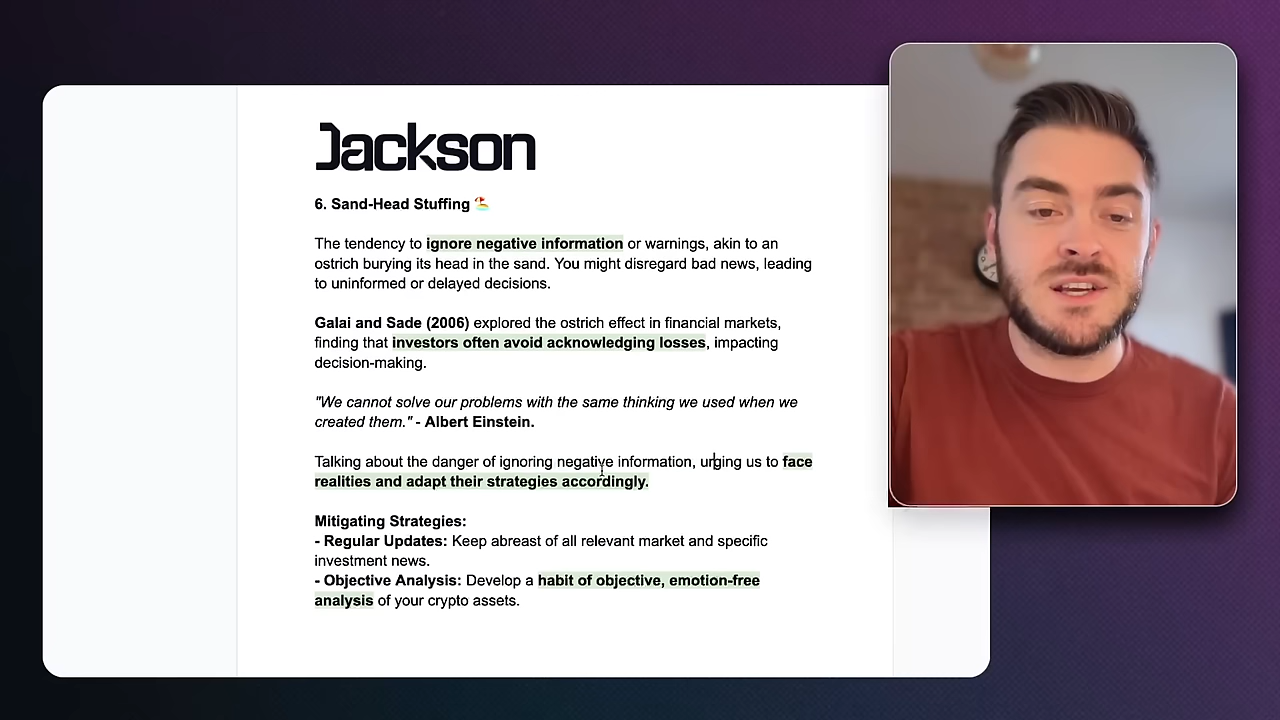 Jackson
6. Sand-Head Stuffing 🏖️
The tendency to ignore negative information or warnings, akin to an
ostrich burying its head in the sand. You might disregard bad news, leading
to uninformed or delayed decisions.
Galai and Sade (2006) explored the ostrich effect in financial markets,
finding that investors often avoid acknowledging losses, impacting
decision-making.
"We cannot solve our problems with the same thinking we used when we
created them." - Albert Einstein.
Talking about the danger of ignoring negative information, urging us to face
realities and adapt their strategies accordingly.
Mitigating Strategies:
- Regular Updates: Keep abreast of all relevant market and specific
investment news.
- Objective Analysis: Develop a habit of objective, emotion-free
analysis of your crypto assets.